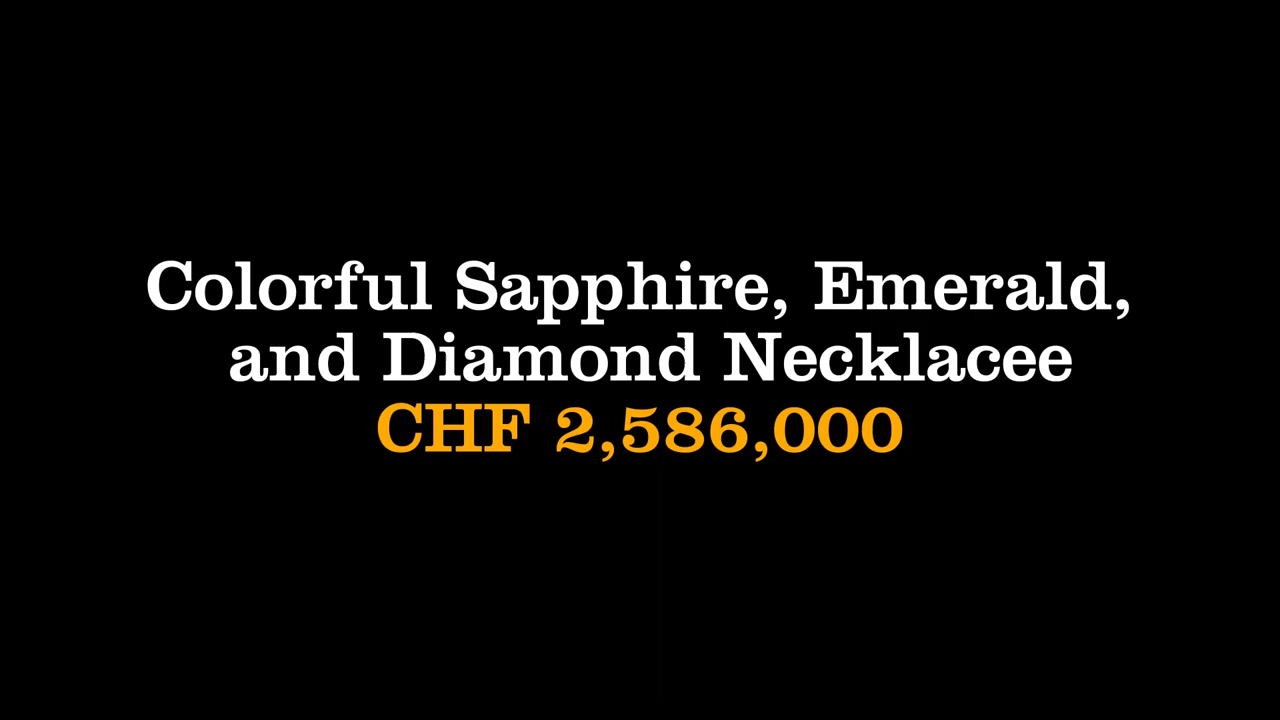 Colorful Sapphire, Emerald,
and Diamond Necklacee
CHF 2,586,000